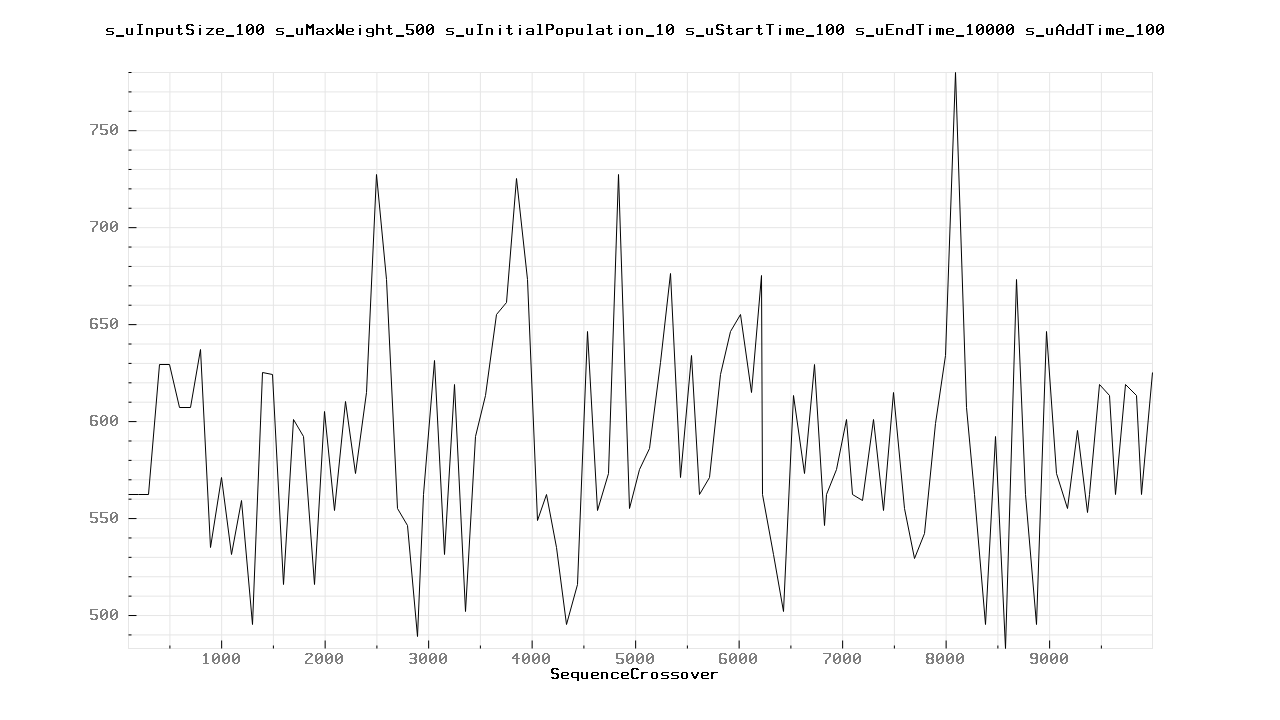 s_uInputSize_100 s_uMaxWeight_500 s_uInitialPopulation_10 s_uStartTime_100 s_uEndTime_10000 s_uAddTime_100
750
700
650
600
550
500
1000 2000 3000 4000 5000 6000 7000 8000 9000
SequenceCrossover